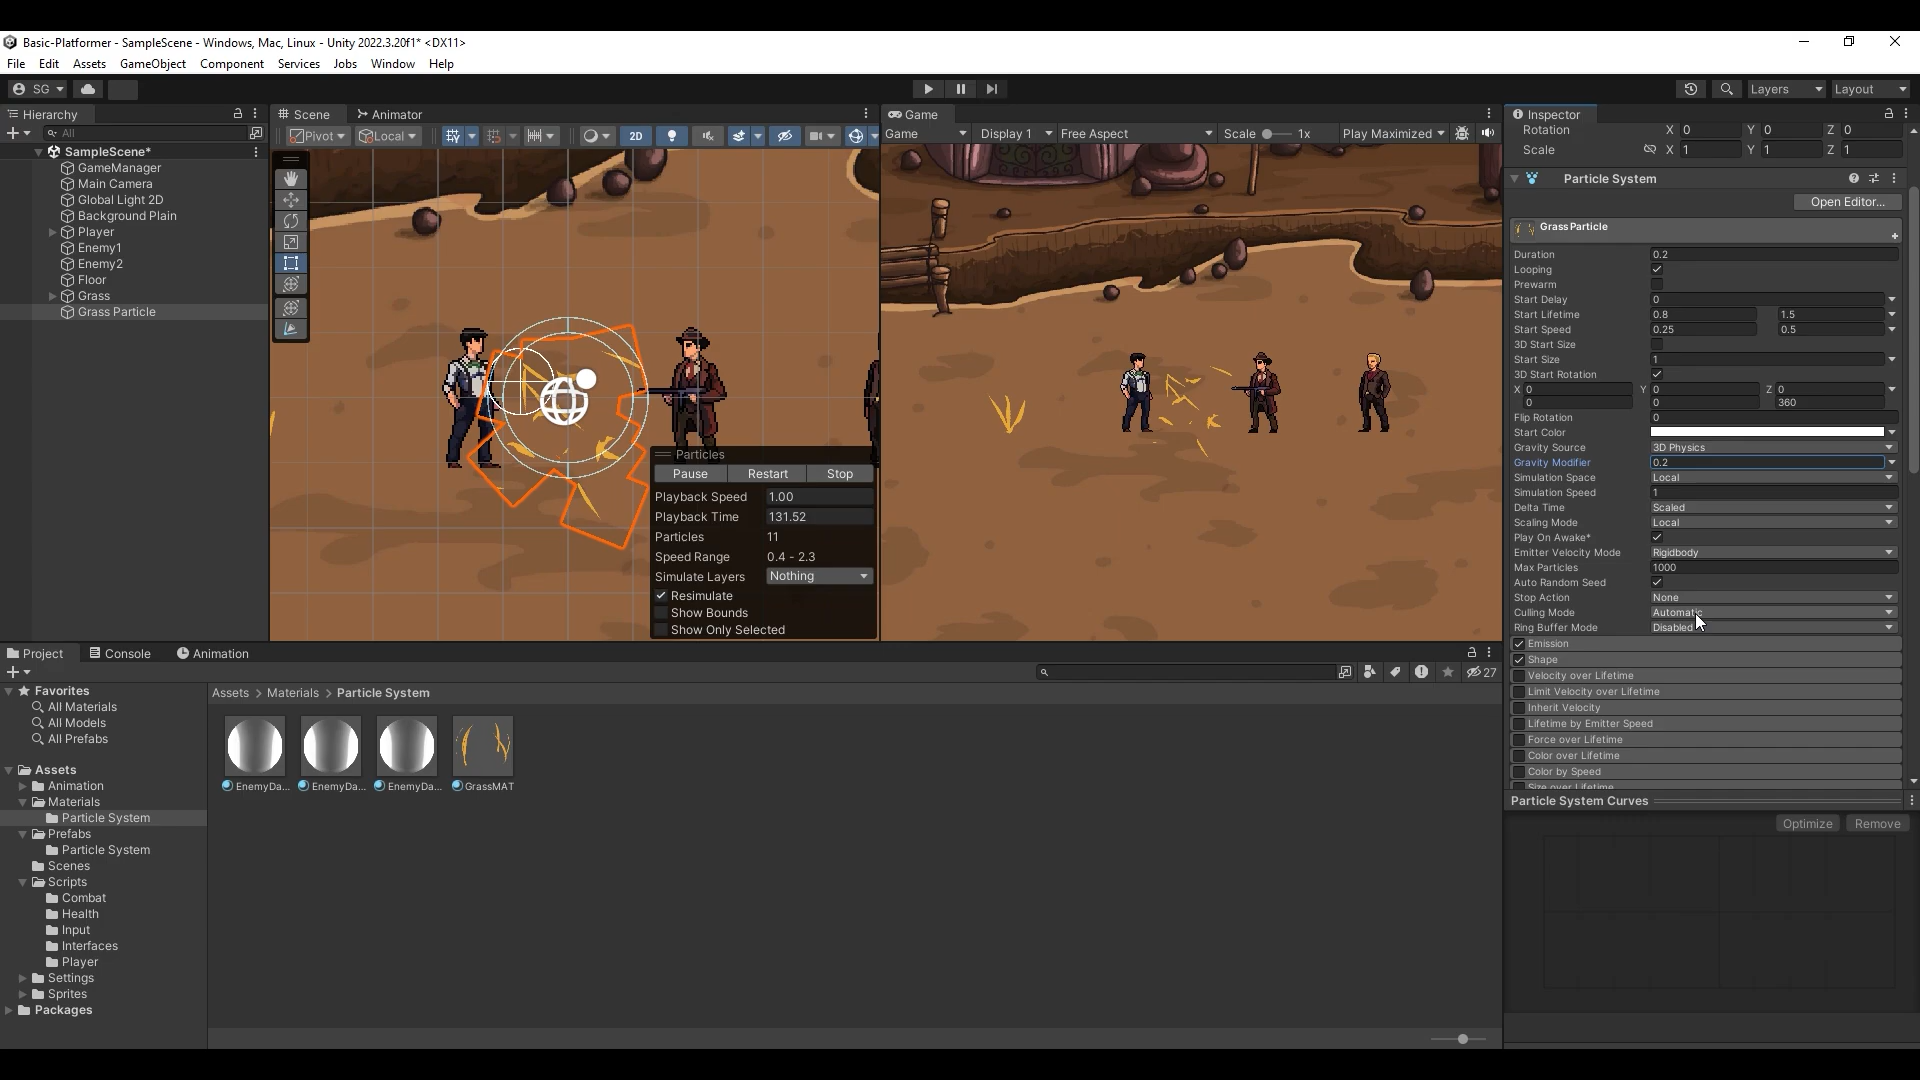 Basic-Platformer - SampleScene - Windows, Mac, Linux - Unity 2022.3.20f1* <DX11>
File Edit Assets GameObject Component Services Jobs Window Help
SG
Layers
Layout
Hierarchy
All
SampleScene*
GameManager
Main Camera
Global Light 2D
Background Plain
Player
Enemy1
Enemy2
Floor
Grass
Grass Particle
Scene
Animator
Pivot
Local
2D
Particles
Pause Restart Stop
Playback Speed 1.00
Playback Time 131.52
Particles 11
Speed Range 0.4 - 2.3
Simulate Layers Nothing
Resimulate
Show Bounds
Show Only Selected
Game
Game Display 1 Free Aspect Scale 1x Play Maximized
Inspector
Rotation X 0 Y 0 Z 0
Scale X 1 Y 1 Z 1
Particle System
Open Editor...
Grass Particle
Duration 0.2
Looping
Prewarm
Start Delay 0
Start Lifetime 0.8 1.5
Start Speed 0.25 0.5
3D Start Size
Start Size 1
3D Start Rotation
X 0 Y 0 Z 0
0 0 360
Flip Rotation 0
Start Color
Gravity Source 3D Physics
Gravity Modifier 0.2
Simulation Space Local
Simulation Speed 1
Delta Time Scaled
Scaling Mode Local
Play On Awake*
Emitter Velocity Mode Rigidbody
Max Particles 1000
Auto Random Seed
Stop Action None
Culling Mode Automatic
Ring Buffer Mode Disabled
Emission
Shape
Velocity over Lifetime
Limit Velocity over Lifetime
Inherit Velocity
Lifetime by Emitter Speed
Force over Lifetime
Color over Lifetime
Color by Speed
Size over Lifetime
Particle System Curves
Optimize Remove
Project
Console
Animation
27
Favorites
All Materials
All Models
All Prefabs
Assets
Animation
Materials
Particle System
Prefabs
Particle System
Scenes
Scripts
Combat
Health
Input
Interfaces
Player
Settings
Sprites
Packages
Assets > Materials > Particle System
EnemyDa... EnemyDa... EnemyDa... GrassMAT